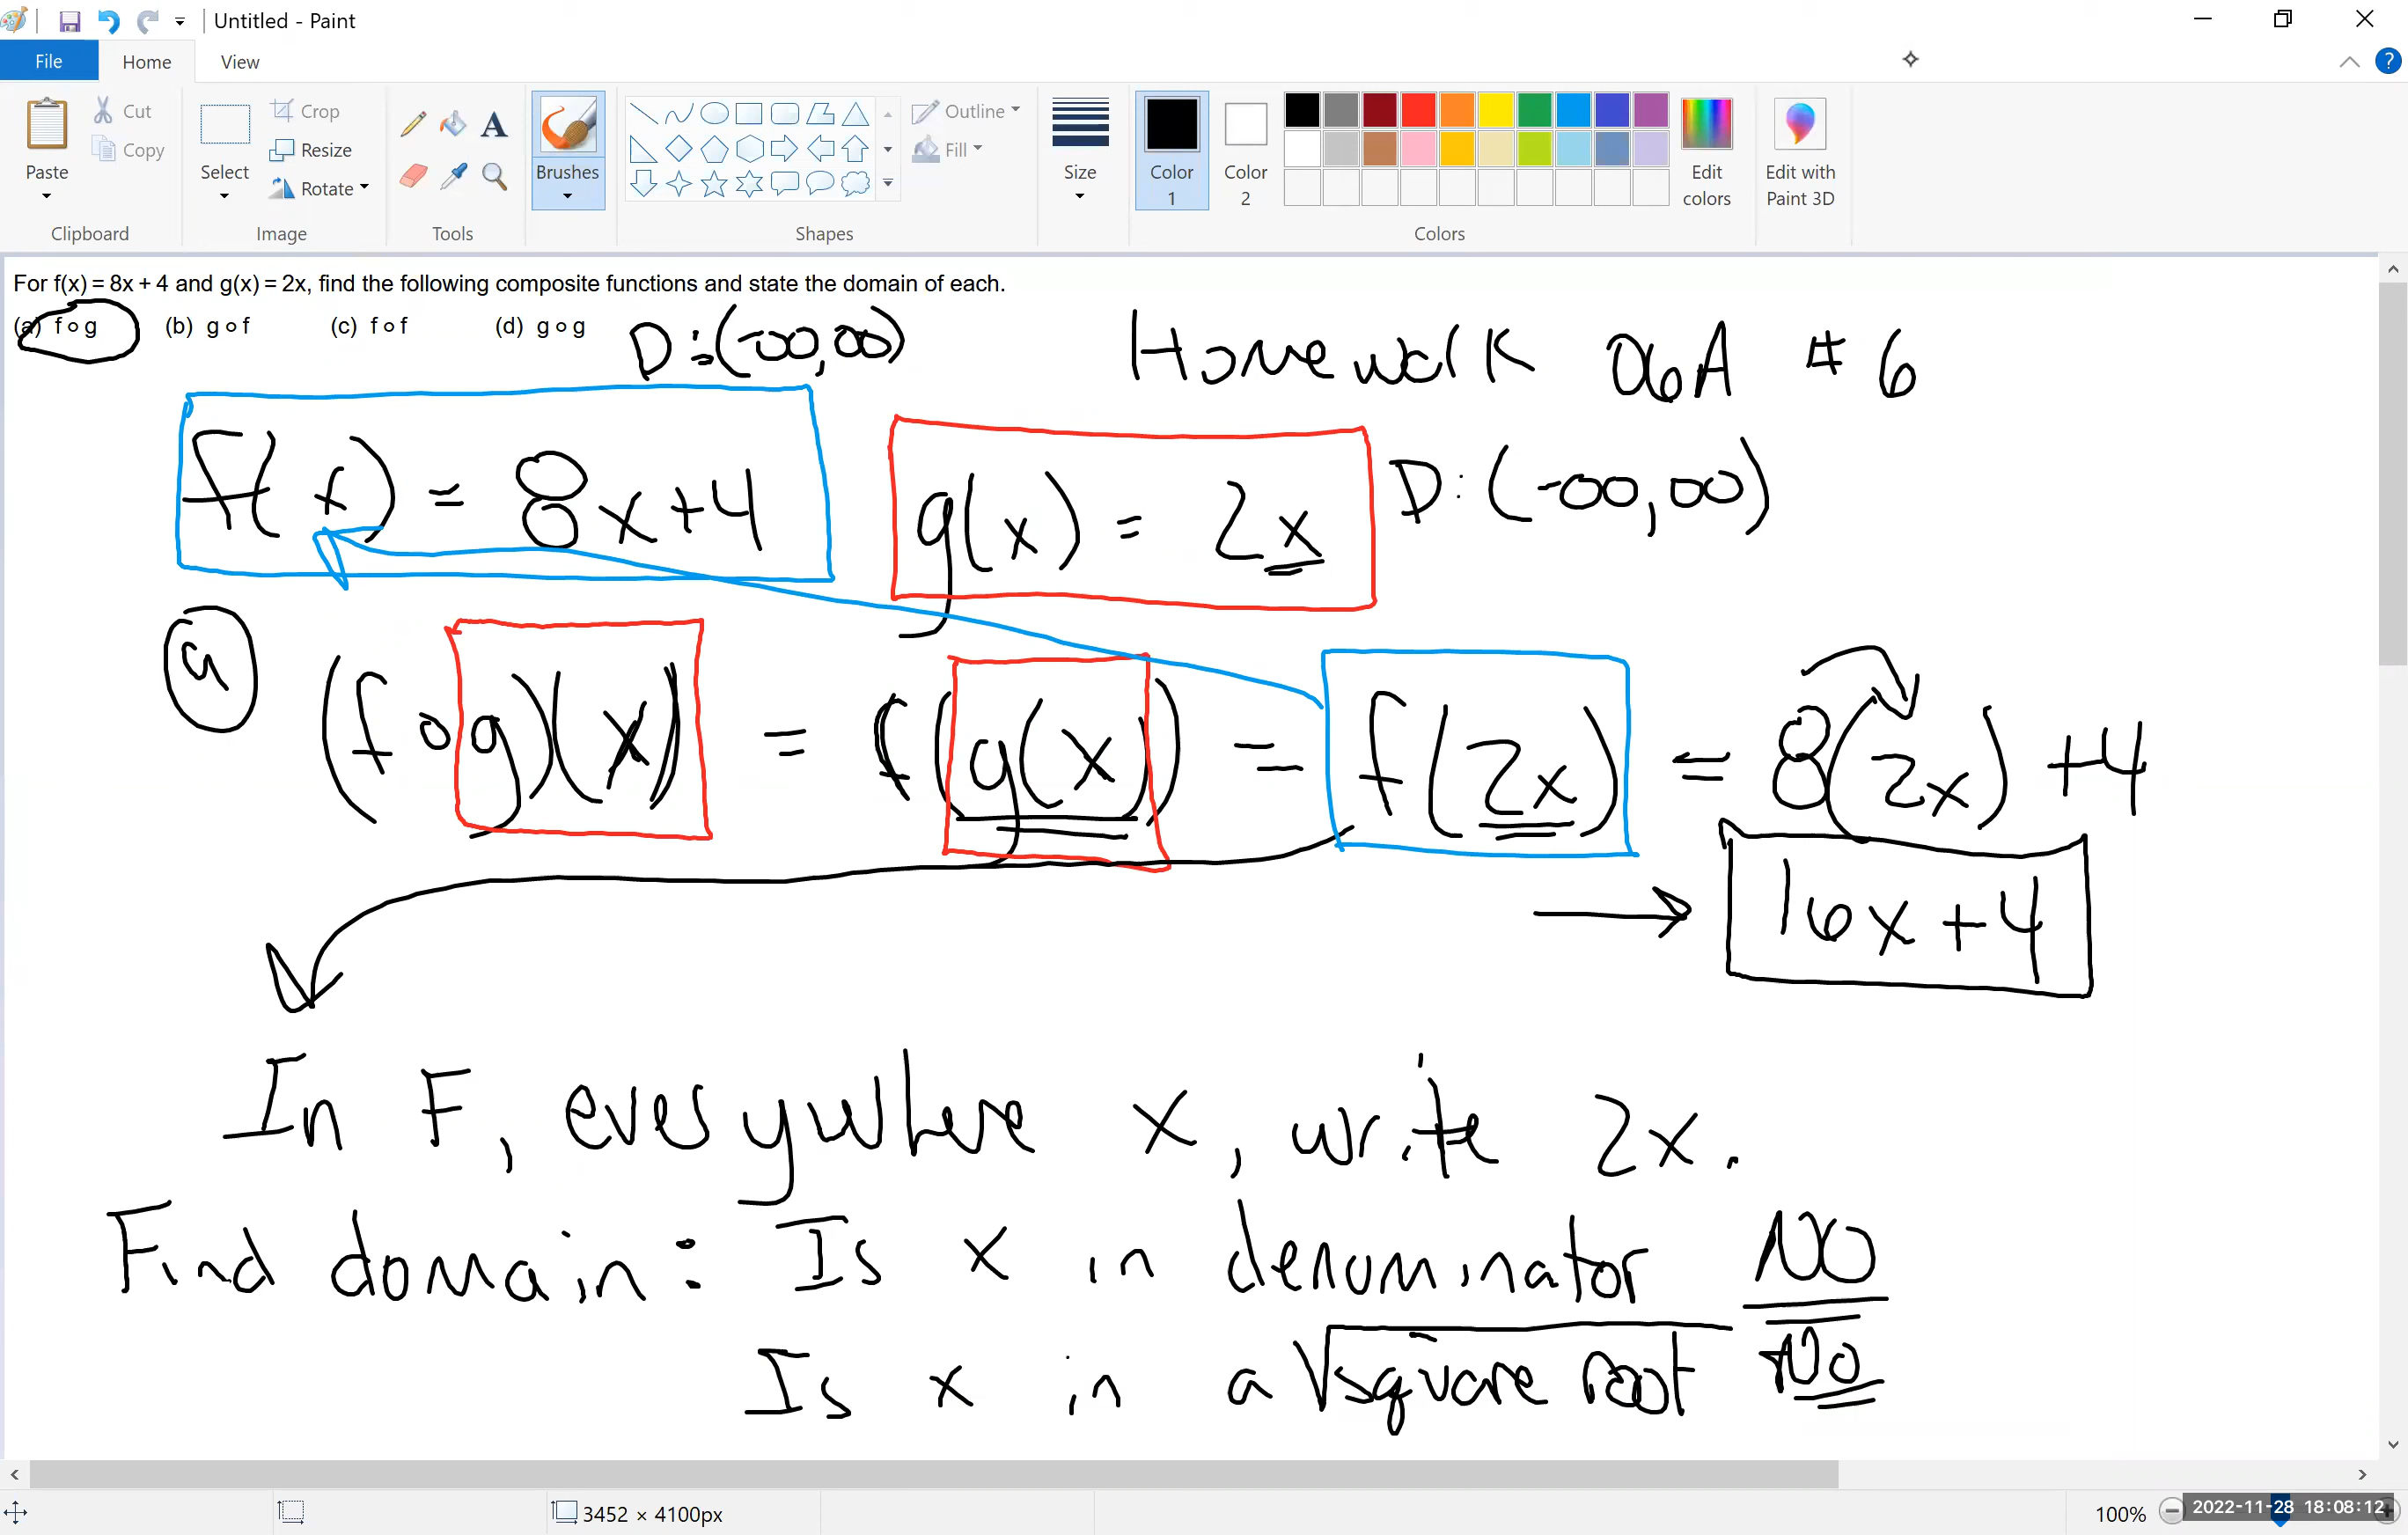 Untitled - Paint
File Home View
Paste Cut Copy Select Crop Resize Rotate Brushes Outline Fill Size Color 1 Color 2 Edit colors Edit with Paint 3D
Clipboard Image Tools Shapes Colors
For f(x) = 8x + 4 and g(x) = 2x, find the following composite functions and state the domain of each.
(a) f∘g (b) g∘f (c) f∘f (d) g∘g
D:(-∞,∞) Homework 06A # 6
f(x) = 8x+4 g(x) = 2x D:(-∞,∞)
a (f∘g)(x) = f(g(x)) = f(2x) = 8(2x)+4
→ 16x+4
In F, everywhere x, write 2x.
Find domain: Is x in denominator NO
Is x in a √square root NO
3452 × 4100px 100% 2022-11-28 18:08:12